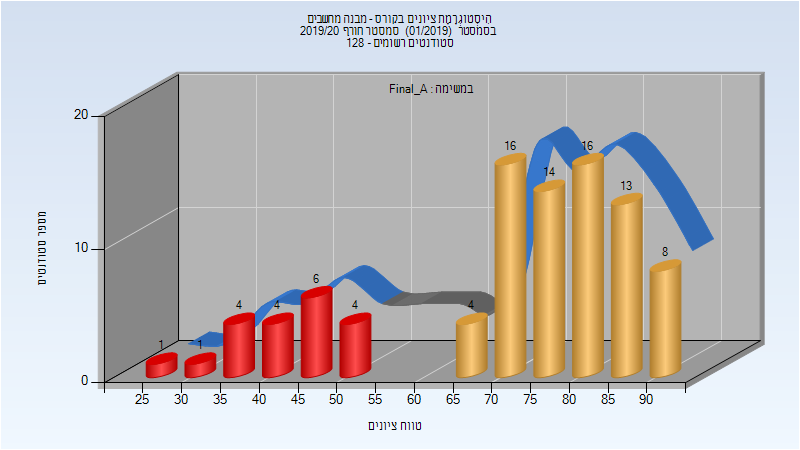 היסטוגרמת ציונים בקורס - מבנה מחשבים
בסמסטר (01/2019) סמסטר חורף 2019/20
סטודנטים רשומים - 128
במשימה : Final_A
מספר סטודנטים
20
10
0
1 1 4 4 6 4 4 16 14 16 13 8
25 30 35 40 45 50 55 60 65 70 75 80 85 90
טווח ציונים